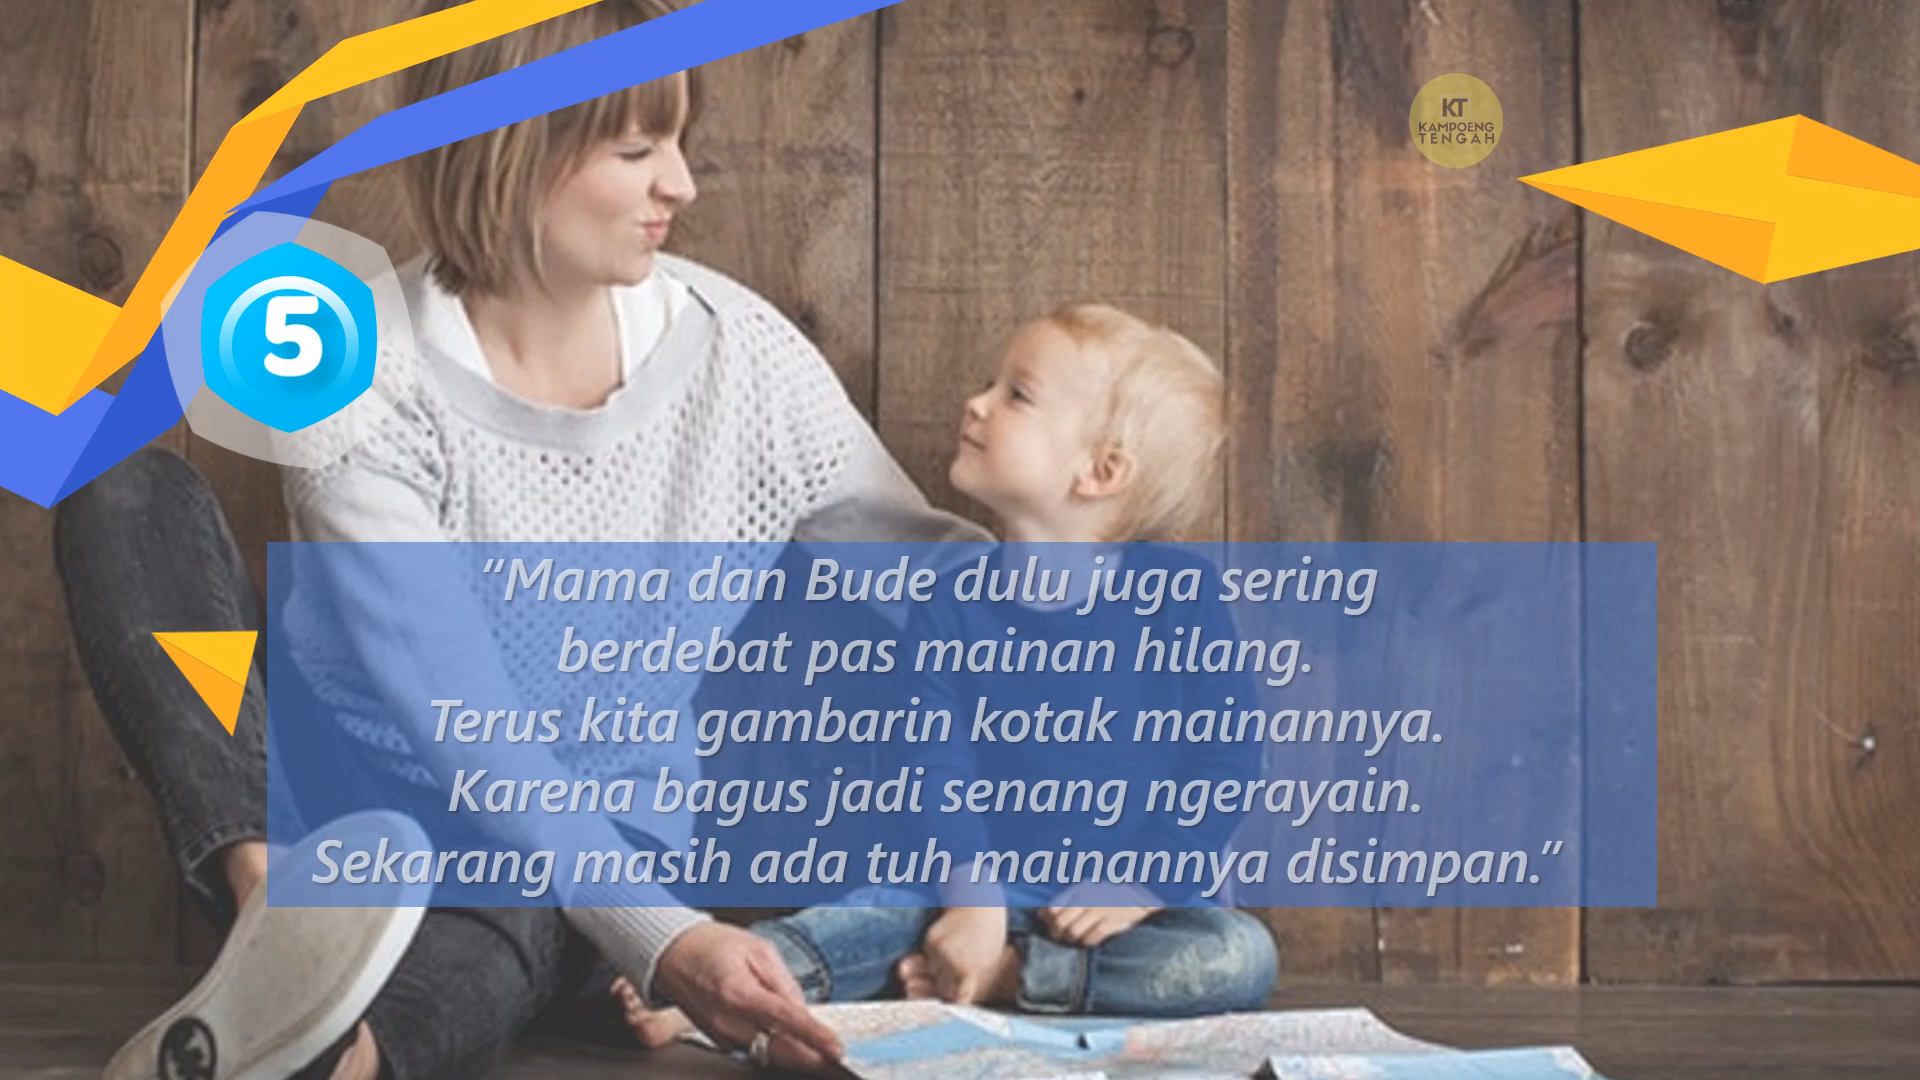 KT
KAMPOENG
TENGAH
5
“Mama dan Bude dulu juga sering
berdebat pas mainan hilang.
Terus kita gambarin kotak mainannya.
Karena bagus jadi senang ngerayain.
Sekarang masih ada tuh mainannya disimpan.”